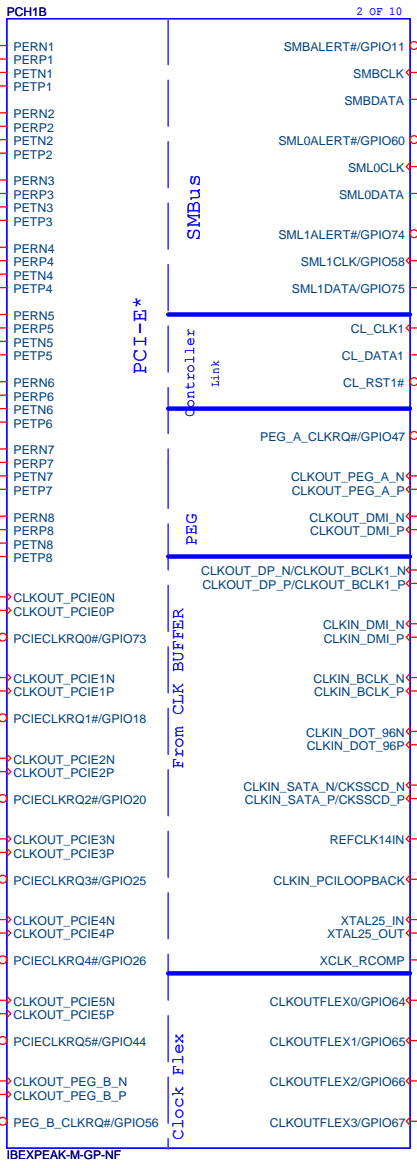 PCH1B
2 OF 10
PERN1
PERP1
PETN1
PETP1
PERN2
PERP2
PETN2
PETP2
PERN3
PERP3
PETN3
PETP3
PERN4
PERP4
PETN4
PETP4
PERN5
PERP5
PETN5
PETP5
PERN6
PERP6
PETN6
PETP6
PERN7
PERP7
PETN7
PETP7
PERN8
PERP8
PETN8
PETP8
CLKOUT_PCIE0N
CLKOUT_PCIE0P
PCIECLKRQ0#/GPIO73
CLKOUT_PCIE1N
CLKOUT_PCIE1P
PCIECLKRQ1#/GPIO18
CLKOUT_PCIE2N
CLKOUT_PCIE2P
PCIECLKRQ2#/GPIO20
CLKOUT_PCIE3N
CLKOUT_PCIE3P
PCIECLKRQ3#/GPIO25
CLKOUT_PCIE4N
CLKOUT_PCIE4P
PCIECLKRQ4#/GPIO26
CLKOUT_PCIE5N
CLKOUT_PCIE5P
PCIECLKRQ5#/GPIO44
CLKOUT_PEG_B_N
CLKOUT_PEG_B_P
PEG_B_CLKRQ#/GPIO56
PCI-E*
SMBus
Controller
Link
PEG
From CLK BUFFER
Clock Flex
SMBALERT#/GPIO11
SMBCLK
SMBDATA
SML0ALERT#/GPIO60
SML0CLK
SML0DATA
SML1ALERT#/GPIO74
SML1CLK/GPIO58
SML1DATA/GPIO75
CL_CLK1
CL_DATA1
CL_RST1#
PEG_A_CLKRQ#/GPIO47
CLKOUT_PEG_A_N
CLKOUT_PEG_A_P
CLKOUT_DMI_N
CLKOUT_DMI_P
CLKOUT_DP_N/CLKOUT_BCLK1_N
CLKOUT_DP_P/CLKOUT_BCLK1_P
CLKIN_DMI_N
CLKIN_DMI_P
CLKIN_BCLK_N
CLKIN_BCLK_P
CLKIN_DOT_96N
CLKIN_DOT_96P
CLKIN_SATA_N/CKSSCD_N
CLKIN_SATA_P/CKSSCD_P
REFCLK14IN
CLKIN_PCILOOPBACK
XTAL25_IN
XTAL25_OUT
XCLK_RCOMP
CLKOUTFLEX0/GPIO64
CLKOUTFLEX1/GPIO65
CLKOUTFLEX2/GPIO66
CLKOUTFLEX3/GPIO67
IBEXPEAK-M-GP-NF